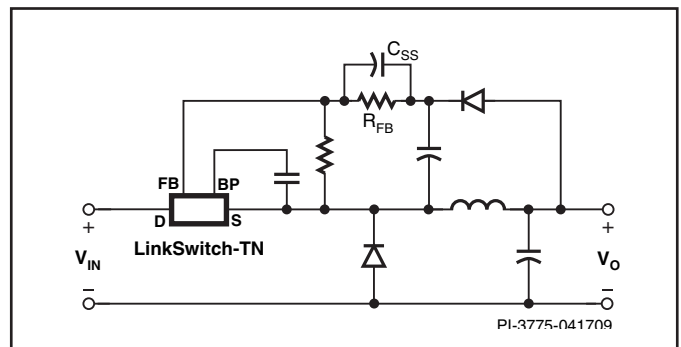 C_SS
R_FB
FB BP
D S
+ LinkSwitch-TN +
V_IN V_O
− −
PI-3775-041709